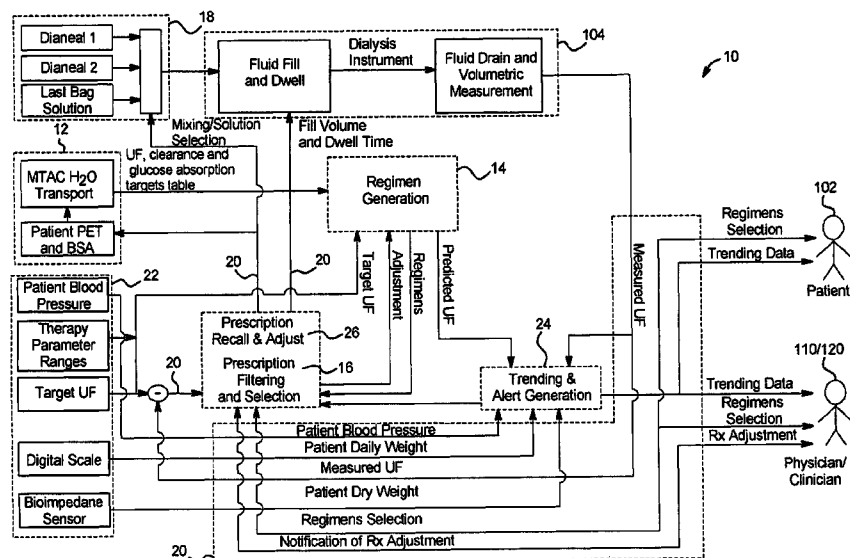 18
Dianeal 1
Dianeal 2
Last Bag
Solution
104
Fluid Fill
and Dwell
Dialysis
Instrument
Fluid Drain and
Volumetric
Measurement
10
Mixing/Solution
Selection
Fill Volume
and Dwell Time
12
UF, clearance and
glucose absorption
targets table
MTAC H2O
Transport
Patient PET
and BSA
14
Regimen
Generation
102
Regimens
Selection
Trending Data
Patient
20
20
Target UF
Adjustment
Regimens
Predicted UF
Measured UF
22
Patient Blood
Pressure
Therapy
Parameter
Ranges
Target UF
Digital Scale
Bioimpedane
Sensor
20
Prescription
Recall & Adjust
26
Prescription
Filtering
and Selection
16
24
Trending &
Alert Generation
110/120
Trending Data
Regimens
Selection
Rx Adjustment
Physician/
Clinician
Patient Blood Pressure
Patient Daily Weight
Measured UF
Patient Dry Weight
Regimens Selection
Notification of Rx Adjustment
20